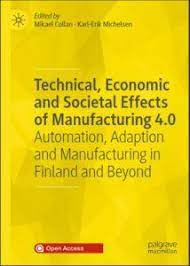 Edited by
Mikael Collan · Karl-Erik Michelsen
Technical, Economic
and Societal Effects
of Manufacturing 4.0
Automation, Adaption
and Manufacturing in
Finland and Beyond
Open Access
palgrave
macmillan